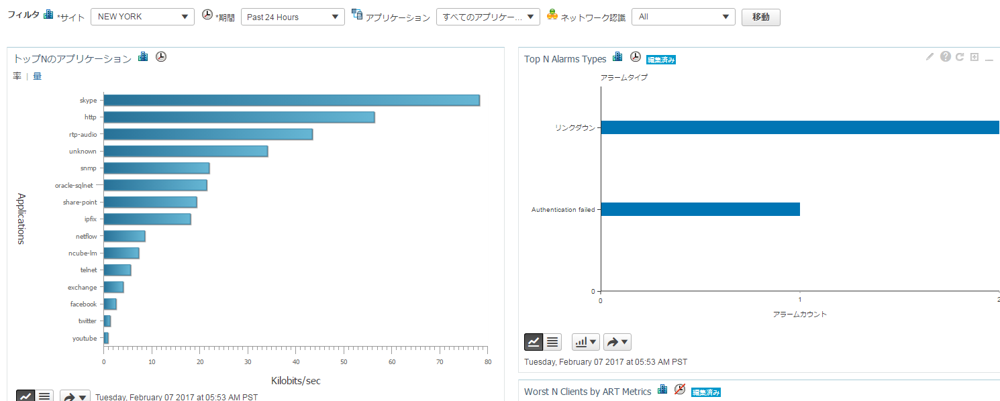 フィルタ *サイト NEW YORK *期間 Past 24 Hours アプリケーション すべてのアプリケー... ネットワーク認識 All 移動
トップNのアプリケーション
率 | 量
skype
http
rtp-audio
unknown
snmp
oracle-sqlnet
share-point
ipfix
netflow
ncube-lm
telnet
exchange
facebook
twitter
youtube
Applications
0 10 20 30 40 50 60 70 80
Kilobits/sec
Tuesday, February 07 2017 at 05:53 AM PST
Top N Alarms Types 編集済み
アラームタイプ
リンクダウン
Authentication failed
0
0 1 2
アラームカウント
Tuesday, February 07 2017 at 05:53 AM PST
Worst N Clients by ART Metrics 編集済み